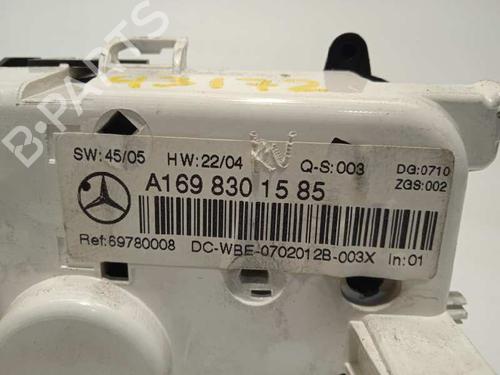 B-PARTS
43172
SW: 45/05 HW: 22/04 Q-S: 003 DG:0710
ZGS:002
A169 830 15 85
Ref:69780008 DC-WBE-0702012B-003X In:01